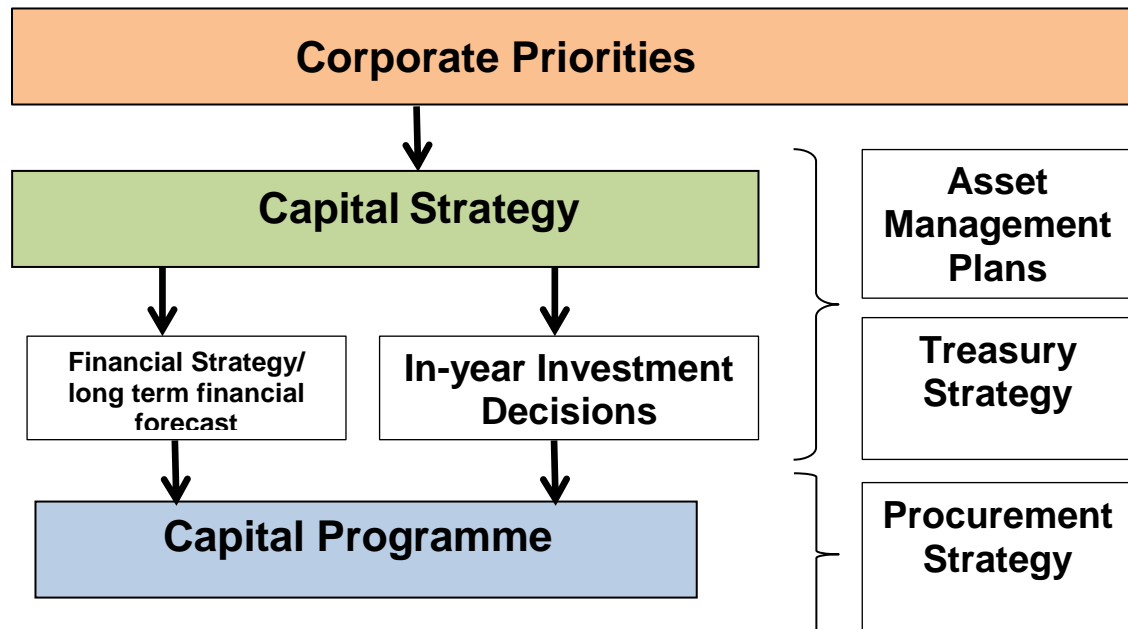 Corporate Priorities
Capital Strategy
Asset
Management
Plans
Financial Strategy/
long term financial
forecast
In-year Investment
Decisions
Treasury
Strategy
Capital Programme
Procurement
Strategy